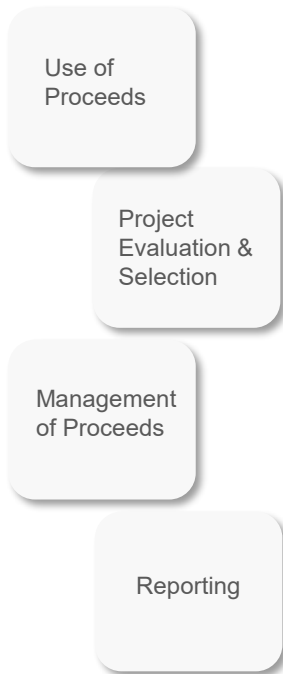 Use of
Proceeds
Project
Evaluation &
Selection
Management
of Proceeds
Reporting